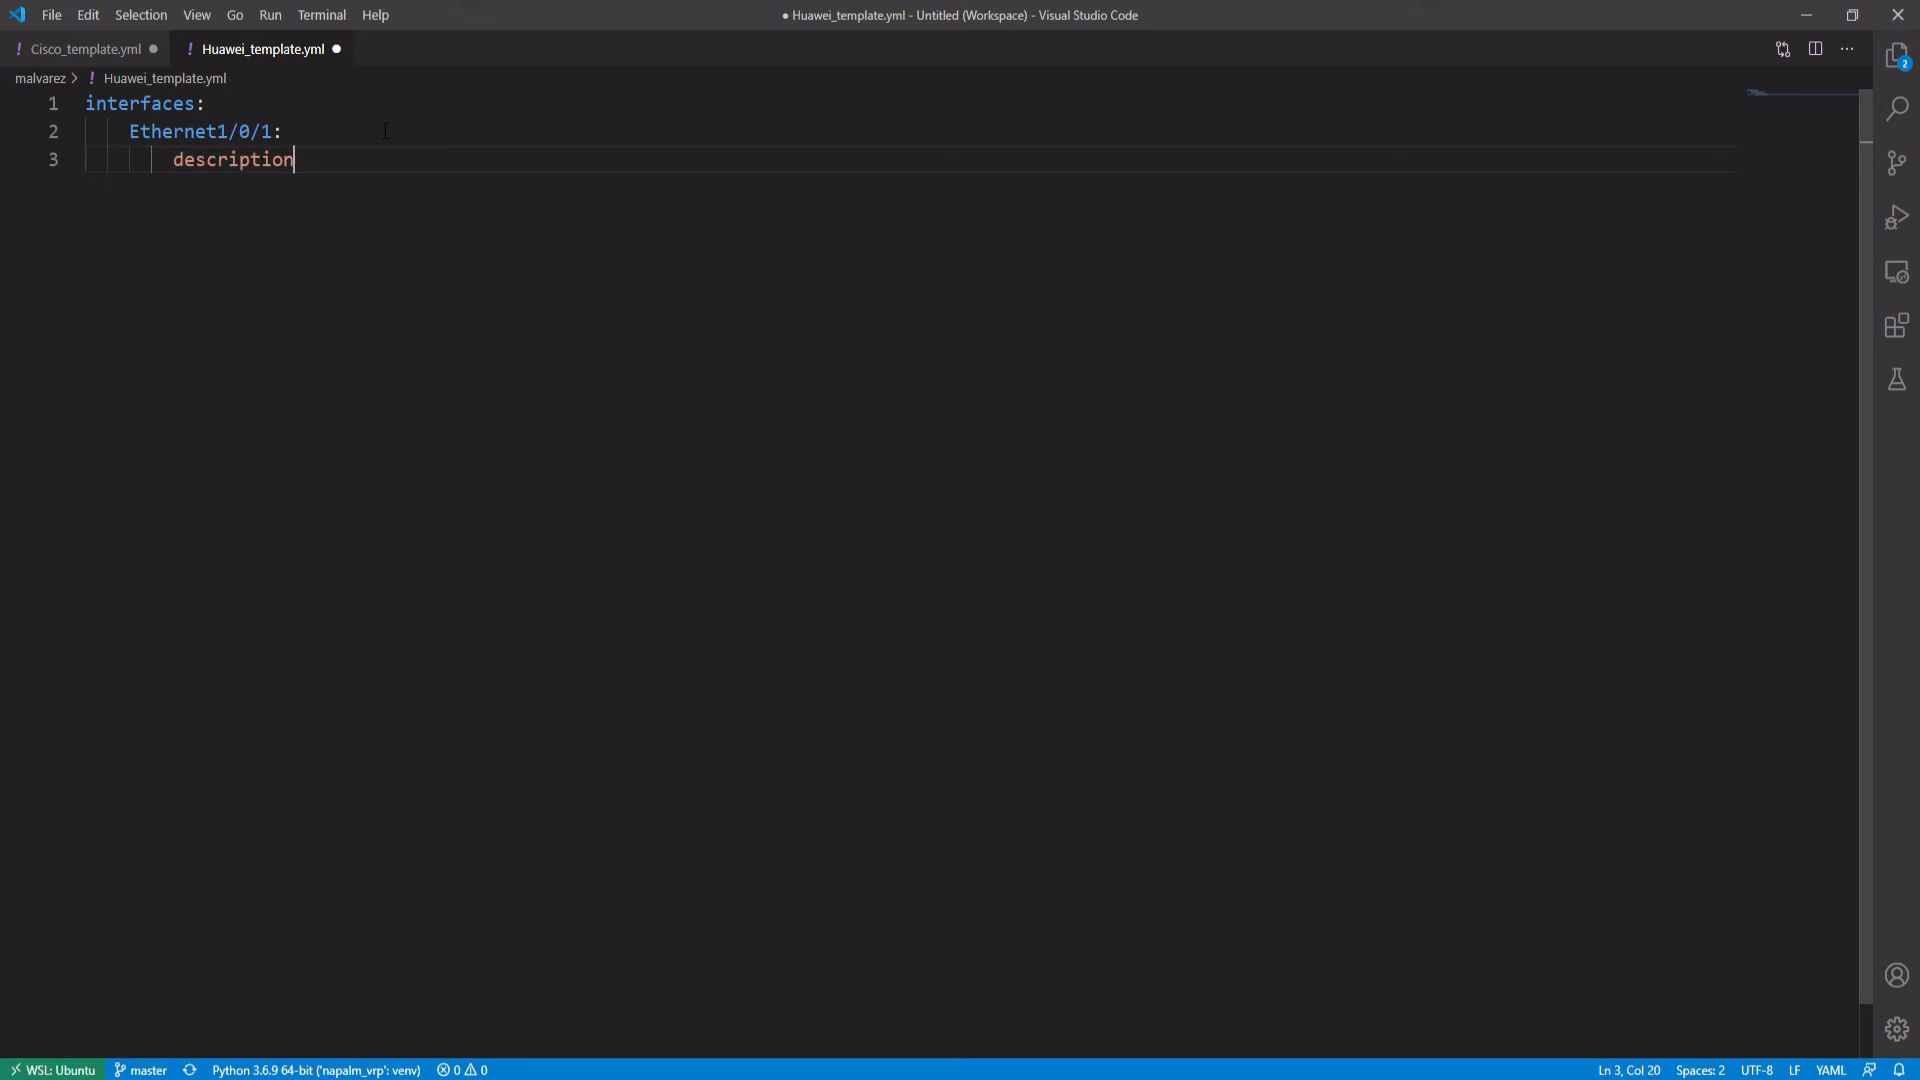 File Edit Selection View Go Run Terminal Help
● Huawei_template.yml - Untitled (Workspace) - Visual Studio Code
! Cisco_template.yml ● ! Huawei_template.yml ●
malvarez > ! Huawei_template.yml
2
1 interfaces:
2 Ethernet1/0/1:
3 description
WSL: Ubuntu master Python 3.6.9 64-bit ('napalm_vrp': venv) 0 0 Ln 3, Col 20 Spaces: 2 UTF-8 LF YAML